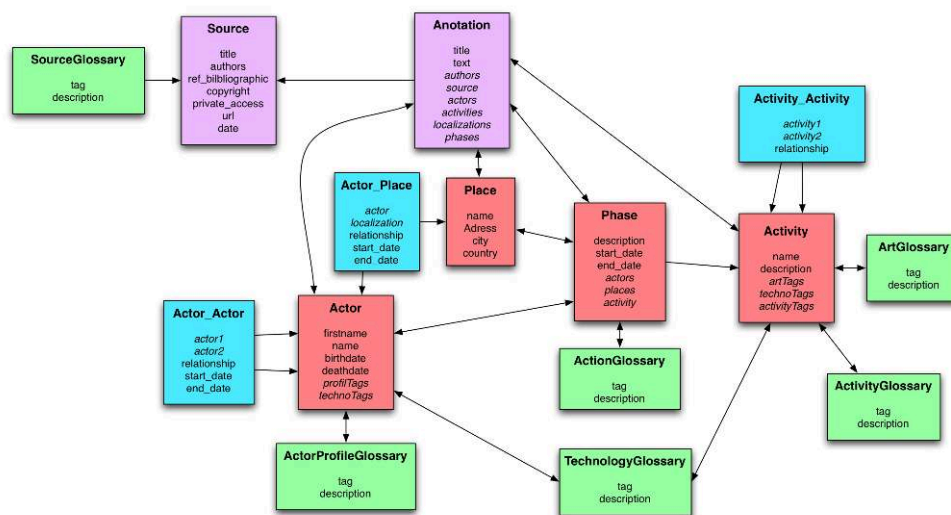 Source
title
authors
ref_bilbliographic
copyright
private_access
url
date
Anotation
title
text
authors
source
actors
activities
localizations
phases
SourceGlossary
tag
description
Activity_Activity
activity1
activity2
relationship
Actor_Place
actor
localization
relationship
start_date
end_date
Place
name
Adress
city
country
Phase
description
start_date
end_date
actors
places
activity
Activity
name
description
artTags
technoTags
activityTags
ArtGlossary
tag
description
Actor_Actor
actor1
actor2
relationship
start_date
end_date
Actor
firstname
name
birthdate
deathdate
profilTags
technoTags
ActionGlossary
tag
description
ActivityGlossary
tag
description
ActorProfileGlossary
tag
description
TechnologyGlossary
tag
description